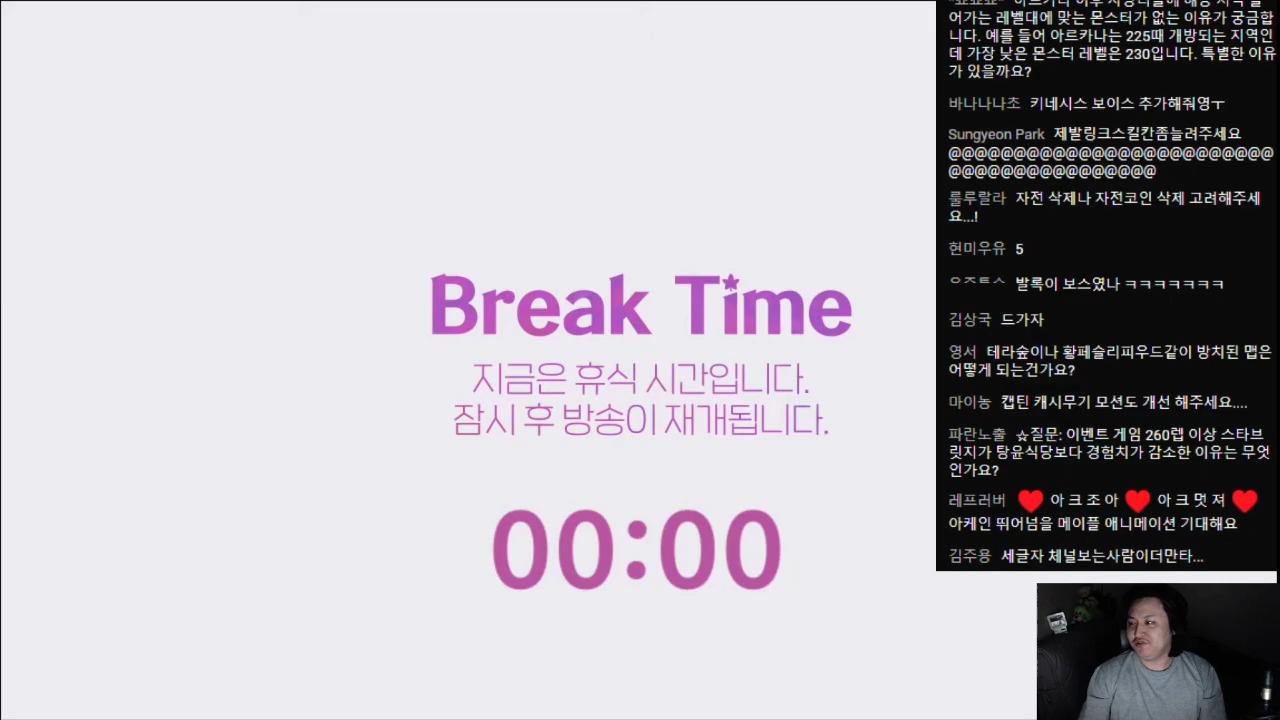 Break Time
지금은 휴식 시간입니다.
잠시 후 방송이 재개됩니다.
00:00
어가는 레벨대에 맞는 몬스터가 없는 이유가 궁금합
니다. 예를 들어 아르카나는 225때 개방되는 지역인
데 가장 낮은 몬스터 레벨은 230입니다. 특별한 이유
가 있을까요?
바나나나초 키네시스 보이스 추가해줘영ㅜ
Sungyeon Park 제발링크스킬칸좀늘려주세요
@@@@@@@@@@@@@@@@@@@@@@@@@
@@@@@@@@@@@@@@@@
룰루랄라 자전 삭제나 자전코인 삭제 고려해주세
요...!
현미우유 5
발록이 보스였나 ㅋㅋㅋㅋㅋㅋㅋ
김상국 드가자
영서 테라숲이나 황폐슬리피우드같이 방치된 맵은
어떻게 되는건가요?
마이농 캡틴 캐시무기 모션도 개선 해주세요....
파란노출 ☆질문: 이벤트 게임 260렙 이상 스타브
릿지가 탕윤식당보다 경험치가 감소한 이유는 무엇
인가요?
레프러버 ❤ 아 크 조 아 ❤ 아 크 멋 져 ❤
아케인 뛰어넘을 메이플 애니메이션 기대해요
김주용 세글자 체널보는사람이더만타...